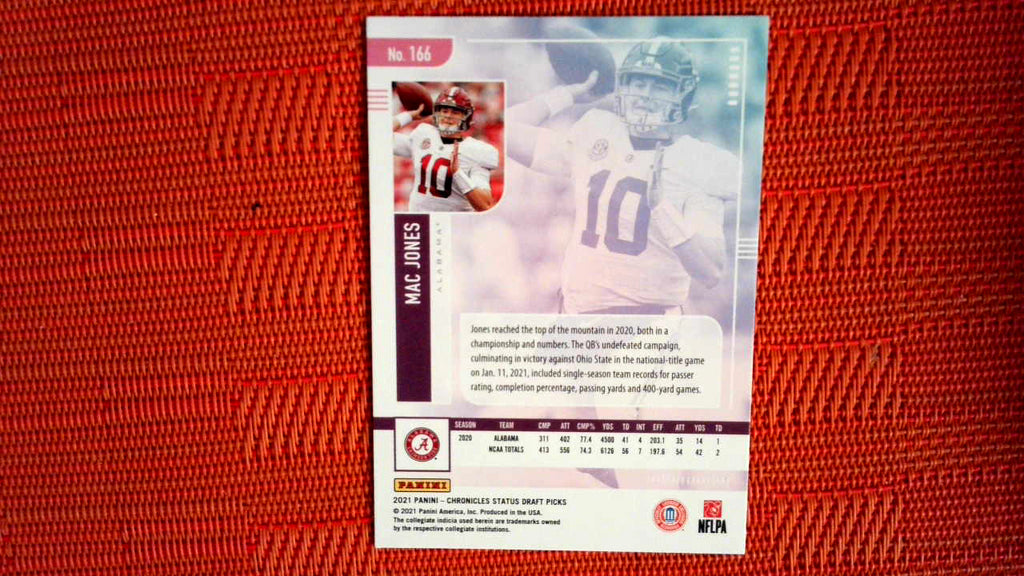 No. 166
10
10
MAC JONES
ALABAMA
Jones reached the top of the mountain in 2020, both in a
championship and numbers. The QB's undefeated campaign,
culminating in victory against Ohio State in the national-title game
on Jan. 11, 2021, included single-season team records for passer
rating, completion percentage, passing yards and 400-yard games.
SEASON TEAM CMP ATT CMP% YDS TD INT EFF ATT YDS TD
2020 ALABAMA 311 402 77.4 4500 41 4 203.1 35 14 1
NCAA TOTALS 413 556 74.3 6126 56 7 197.6 54 42 2
A
PANINI
2021 PANINI – CHRONICLES STATUS DRAFT PICKS
© 2021 Panini America, Inc. Produced in the USA.
The collegiate indicia used herein are trademarks owned
by the respective collegiate institutions.
NFLPA